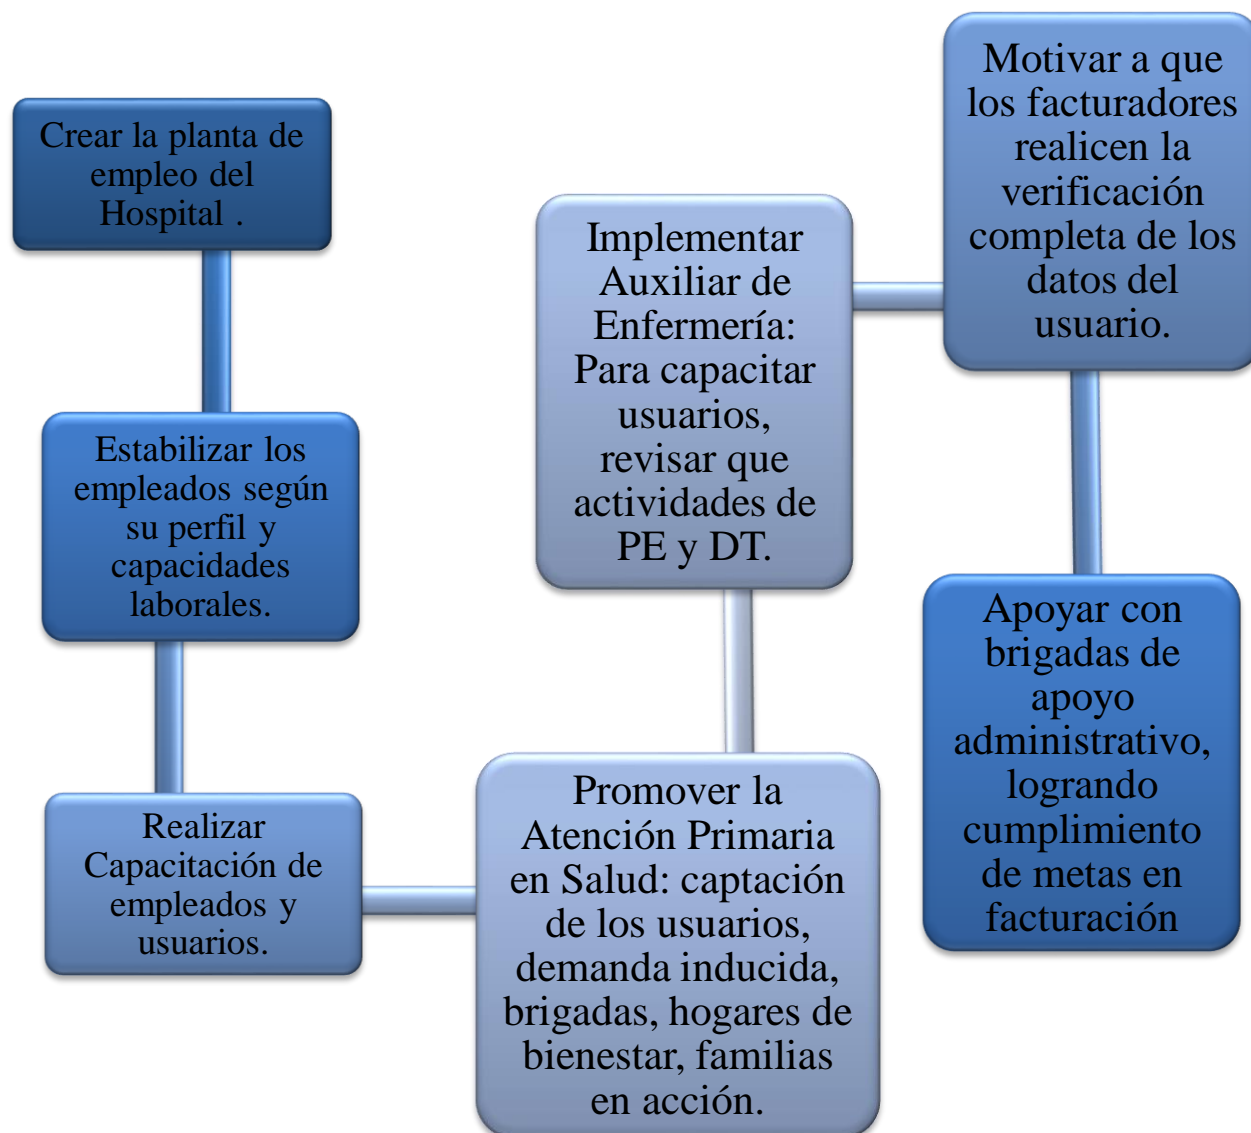 Crear la planta de
empleo del
Hospital .
Estabilizar los
empleados según
su perfil y
capacidades
laborales.
Realizar
Capacitación de
empleados y
usuarios.
Promover la
Atención Primaria
en Salud: captación
de los usuarios,
demanda inducida,
brigadas, hogares de
bienestar, familias
en acción.
Implementar
Auxiliar de
Enfermería:
Para capacitar
usuarios,
revisar que
actividades de
PE y DT.
Motivar a que
los facturadores
realicen la
verificación
completa de los
datos del
usuario.
Apoyar con
brigadas de
apoyo
administrativo,
logrando
cumplimiento
de metas en
facturación